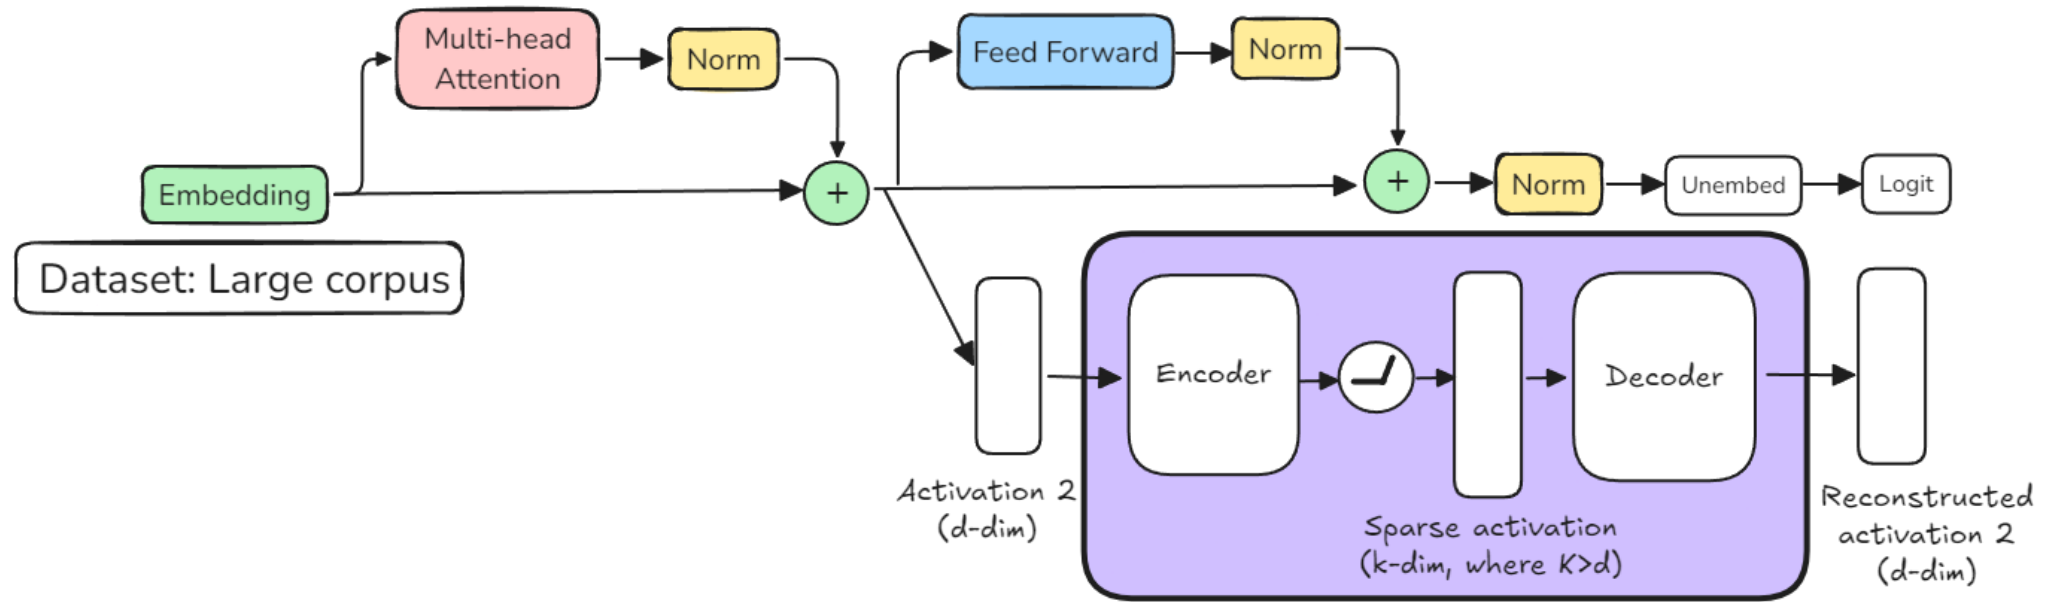 Multi-head
Attention
Norm
Feed Forward
Norm
Embedding
+
+
Norm
Unembed
Logit
Dataset: Large corpus
Encoder
Decoder
Activation 2
(d-dim)
Sparse activation
(k-dim, where K>d)
Reconstructed
activation 2
(d-dim)